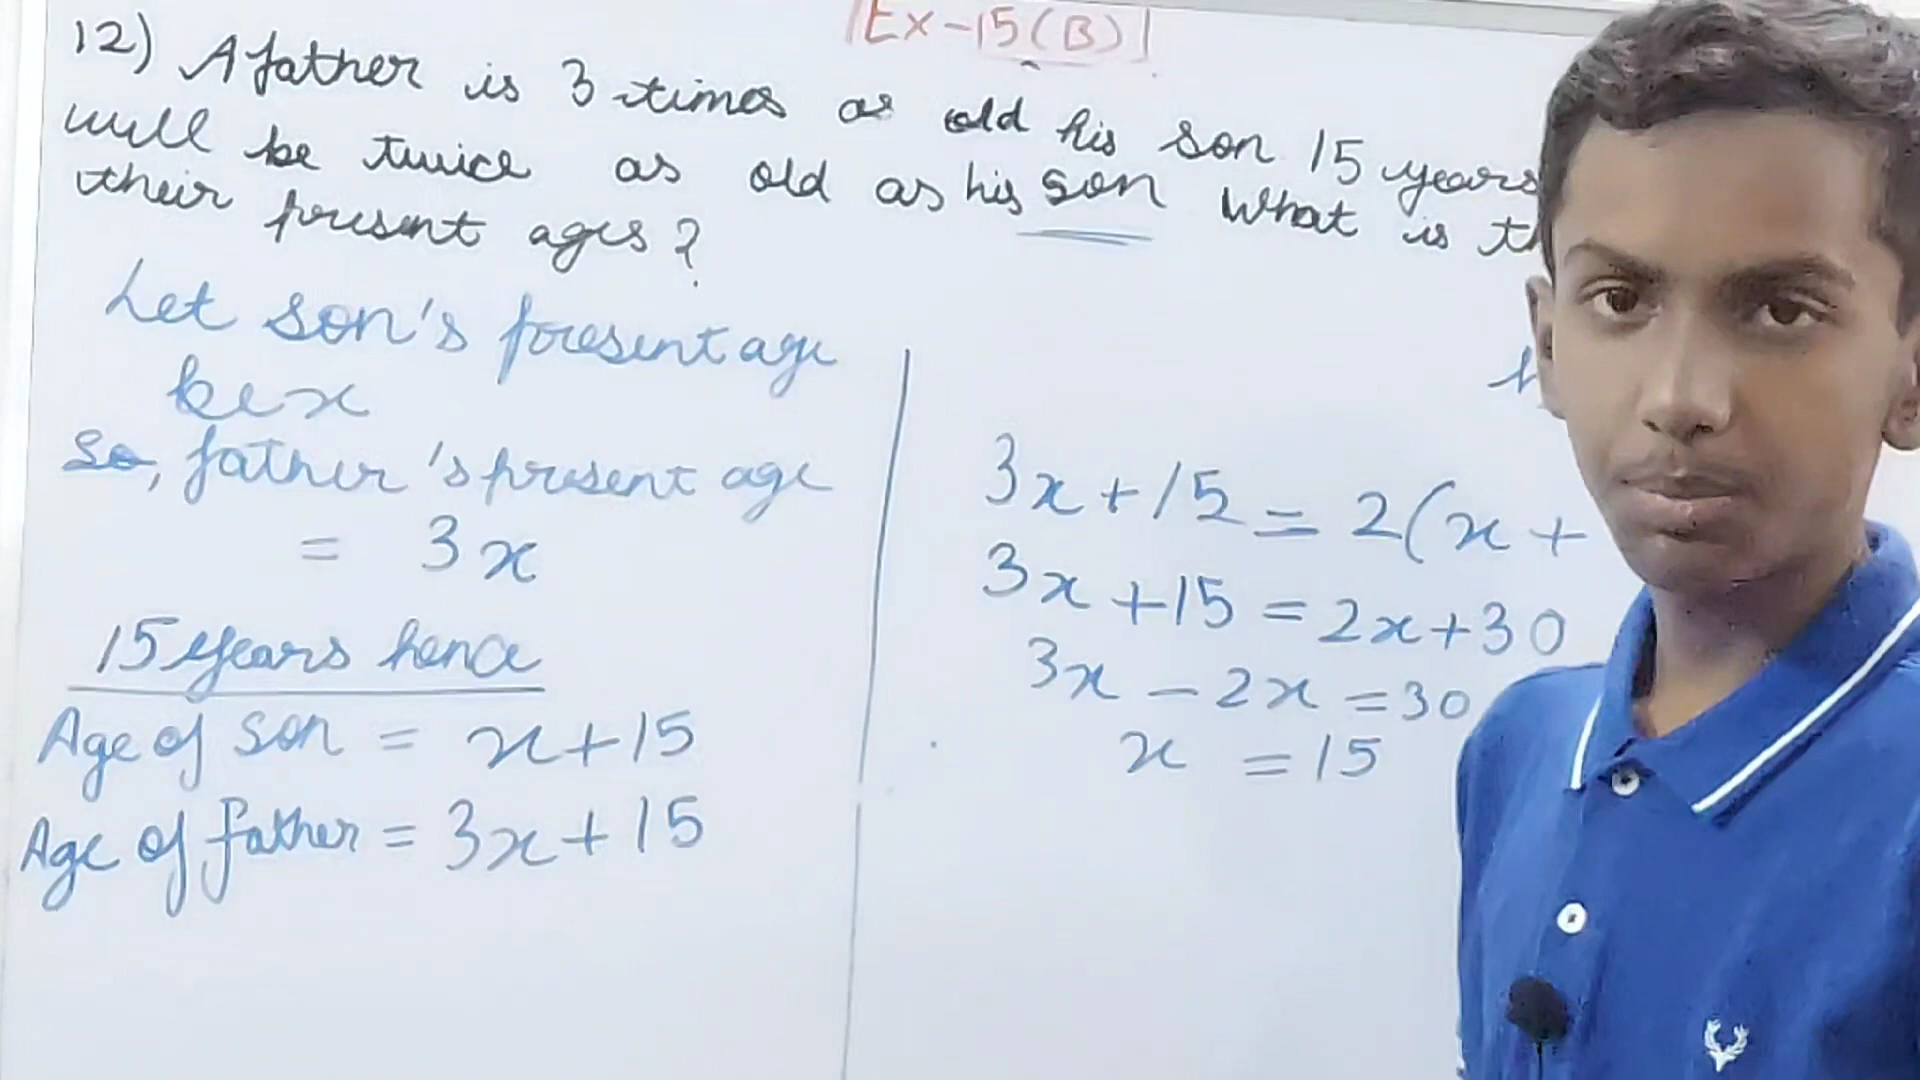 Ex-15(B)
12) A father is 3 times as old his son 15 years
will be twice as old as his son What is
their present ages?
Let son's present age
be x
So, father's present age
= 3x
15 years hence
Age of son = x+15
Age of father = 3x+15
3x+15 = 2(x+
3x+15 = 2x+30
3x-2x = 30
x = 15